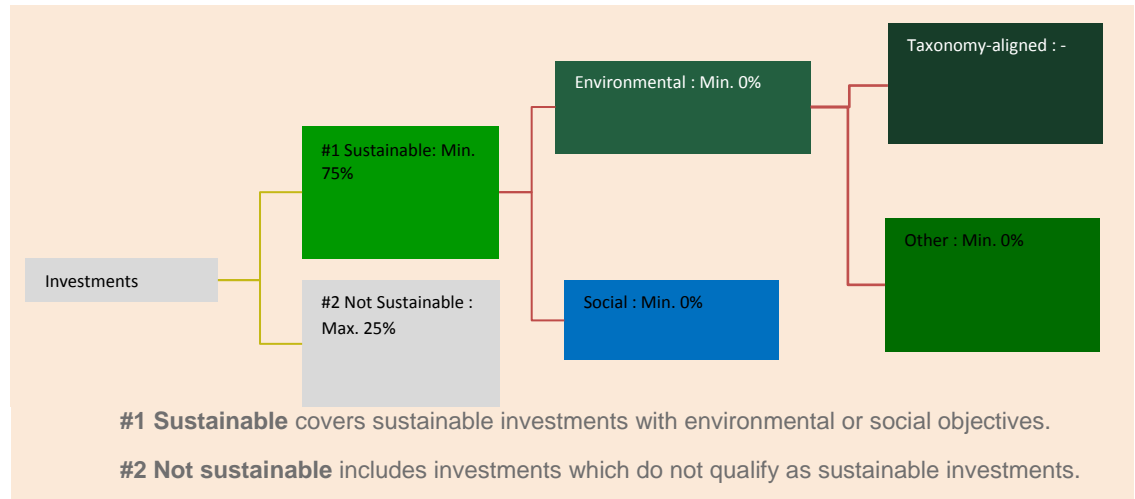 Taxonomy-aligned : -
Environmental : Min. 0%
#1 Sustainable: Min.
75%
Other : Min. 0%
Investments
#2 Not Sustainable :
Max. 25%
Social : Min. 0%
#1 Sustainable covers sustainable investments with environmental or social objectives.
#2 Not sustainable includes investments which do not qualify as sustainable investments.